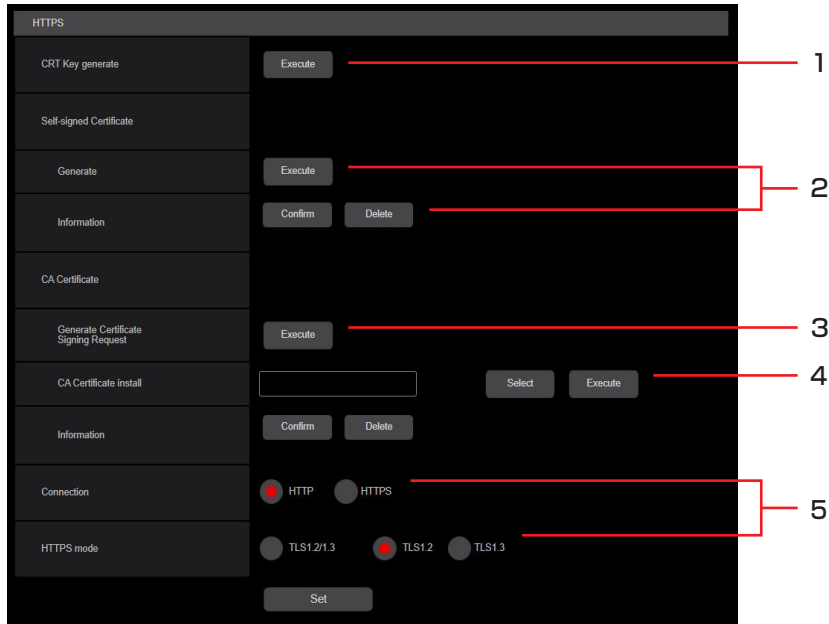 HTTPS
CRT Key generate Execute 1
Self-signed Certificate
Generate Execute
2
Information Confirm Delete
CA Certificate
Generate Certificate
Signing Request Execute 3
CA Certificate install Select Execute 4
Information Confirm Delete
Connection HTTP HTTPS
5
HTTPS mode TLS1.2/1.3 TLS1.2 TLS1.3
Set